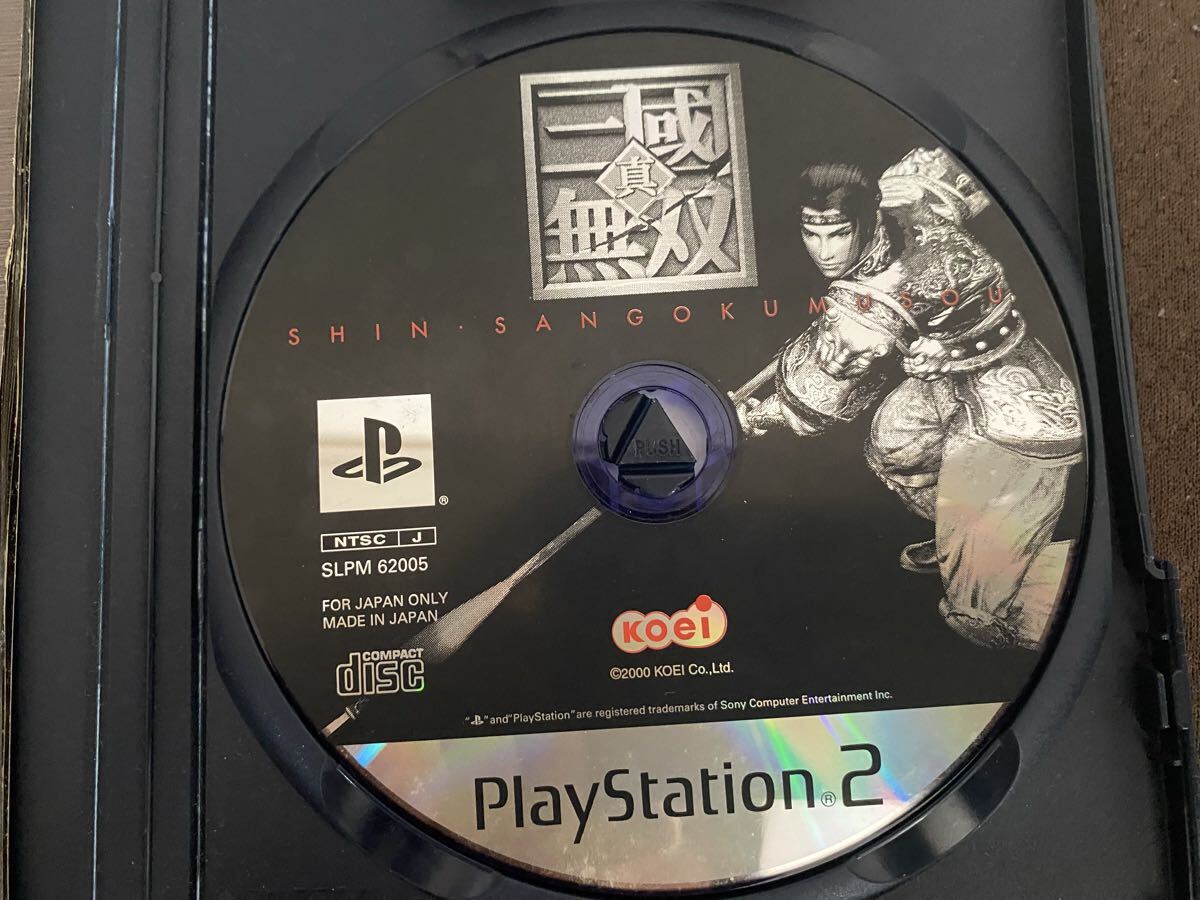 三國
真
無双
SHIN・SANGOKUMUSOU
PUSH
®
NTSC J
SLPM 62005
FOR JAPAN ONLY
MADE IN JAPAN
COMPACT
disc
KOEI
©2000 KOEI Co.,Ltd.
"PS" and "PlayStation" are registered trademarks of Sony Computer Entertainment Inc.
PlayStation®2